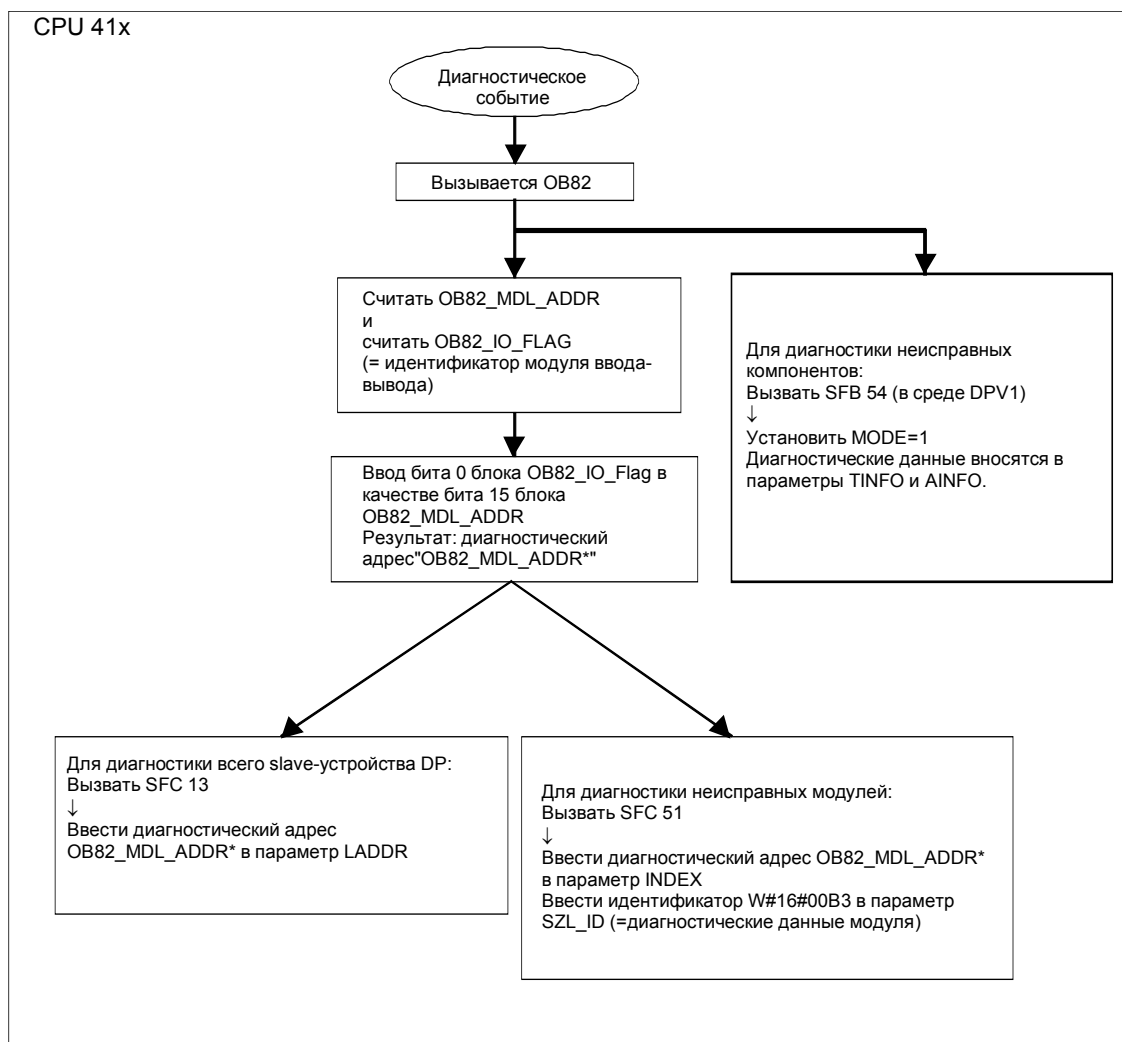 CPU 41x
Диагностическое
событие
Вызывается OB82
Считать OB82_MDL_ADDR
и
считать OB82_IO_FLAG
(= идентификатор модуля ввода-
вывода)
Для диагностики неисправных
компонентов:
Вызвать SFB 54 (в среде DPV1)
↓
Установить MODE=1
Диагностические данные вносятся в
параметры TINFO и AINFO.
Ввод бита 0 блока OB82_IO_Flag в
качестве бита 15 блока
OB82_MDL_ADDR
Результат: диагностический
адрес"OB82_MDL_ADDR*"
Для диагностики всего slave-устройства DP:
Вызвать SFC 13
↓
Ввести диагностический адрес
OB82_MDL_ADDR* в параметр LADDR
Для диагностики неисправных модулей:
Вызвать SFC 51
↓
Ввести диагностический адрес OB82_MDL_ADDR*
в параметр INDEX
Ввести идентификатор W#16#00B3 в параметр
SZL_ID (=диагностические данные модуля)